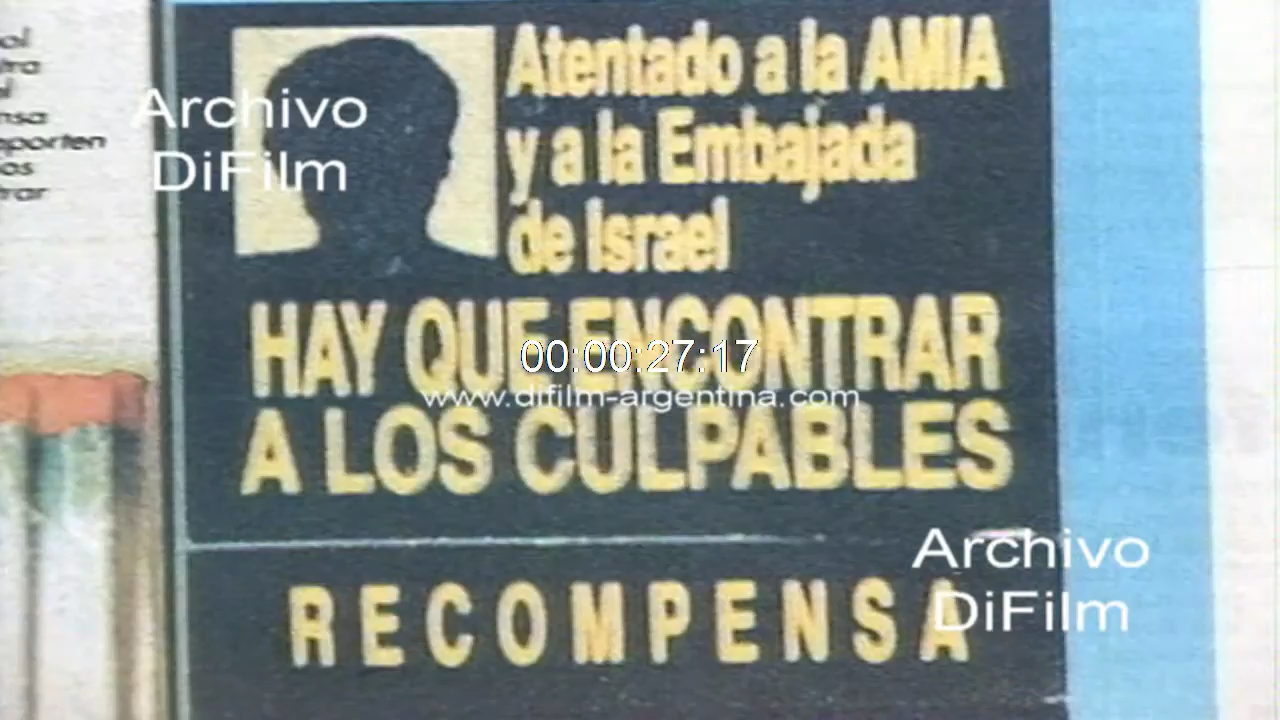 Atentado a la AMIA
y a la Embajada
de Israel
HAY QUE ENCONTRAR
A LOS CULPABLES
RECOMPENSA
porten
Archivo
DiFilm
00:00:27:17
www.difilm-argentina.com
Archivo
DiFilm